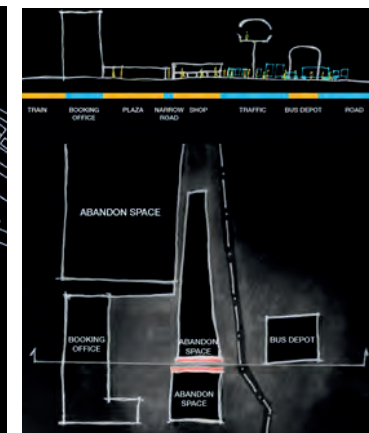 TRAIN BOOKING OFFICE PLAZA NARROW ROAD SHOP TRAFFIC BUS DEPOT ROAD
ABANDON SPACE
BOOKING OFFICE
ABANDON SPACE
BUS DEPOT
ABANDON SPACE